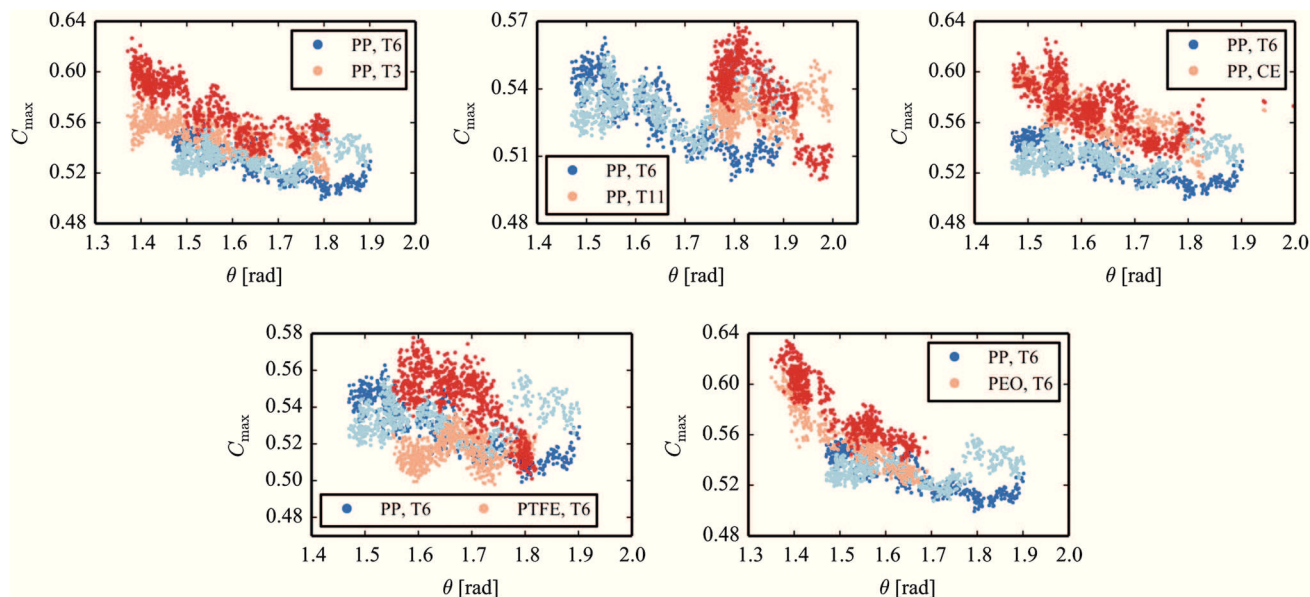 0.64
0.60
0.56
0.52
0.48
C_max
PP, T6
PP, T3
1.3 1.4 1.5 1.6 1.7 1.8 1.9 2.0
θ [rad]
0.57
0.54
0.51
0.48
C_max
PP, T6
PP, T11
1.4 1.5 1.6 1.7 1.8 1.9 2.0
θ [rad]
0.64
0.60
0.56
0.52
0.48
C_max
PP, T6
PP, CE
1.4 1.5 1.6 1.7 1.8 1.9 2.0
θ [rad]
0.58
0.56
0.54
0.52
0.50
0.48
C_max
PP, T6 PTFE, T6
1.4 1.5 1.6 1.7 1.8 1.9 2.0
θ [rad]
0.64
0.60
0.56
0.52
0.48
C_max
PP, T6
PEO, T6
1.3 1.4 1.5 1.6 1.7 1.8 1.9 2.0
θ [rad]